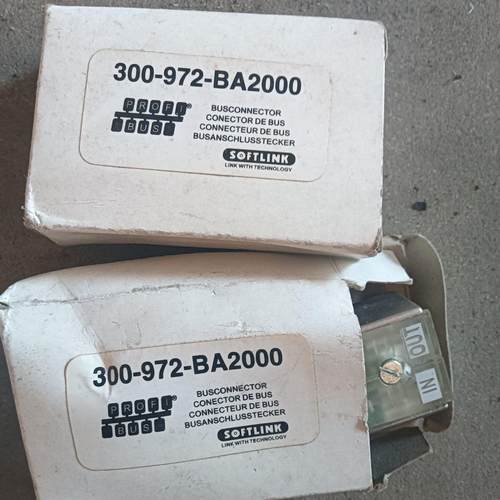 300-972-BA2000
PROFI
BUS
BUSCONNECTOR
CONECTOR DE BUS
CONNECTEUR DE BUS
BUSANSCHLUSSTECKER
SOFTLINK
LINK WITH TECHNOLOGY
300-972-BA2000
PROFI
BUS
BUSCONNECTOR
CONECTOR DE BUS
CONNECTEUR DE BUS
BUSANSCHLUSSTECKER
SOFTLINK
LINK WITH TECHNOLOGY
OUT
IN